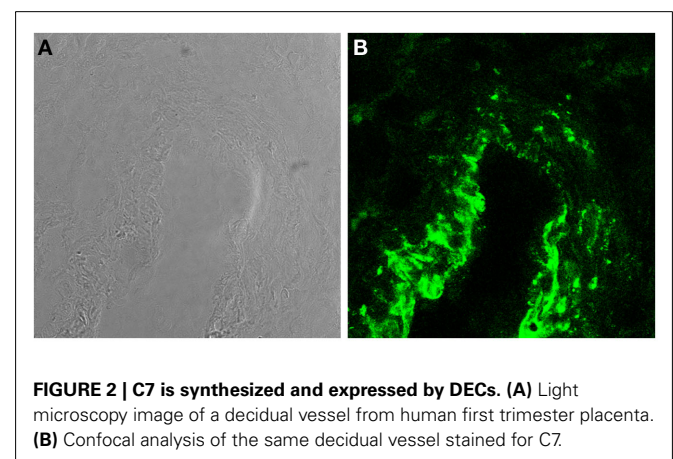 A
B
FIGURE 2 | C7 is synthesized and expressed by DECs. (A) Light
microscopy image of a decidual vessel from human first trimester placenta.
(B) Confocal analysis of the same decidual vessel stained for C7.